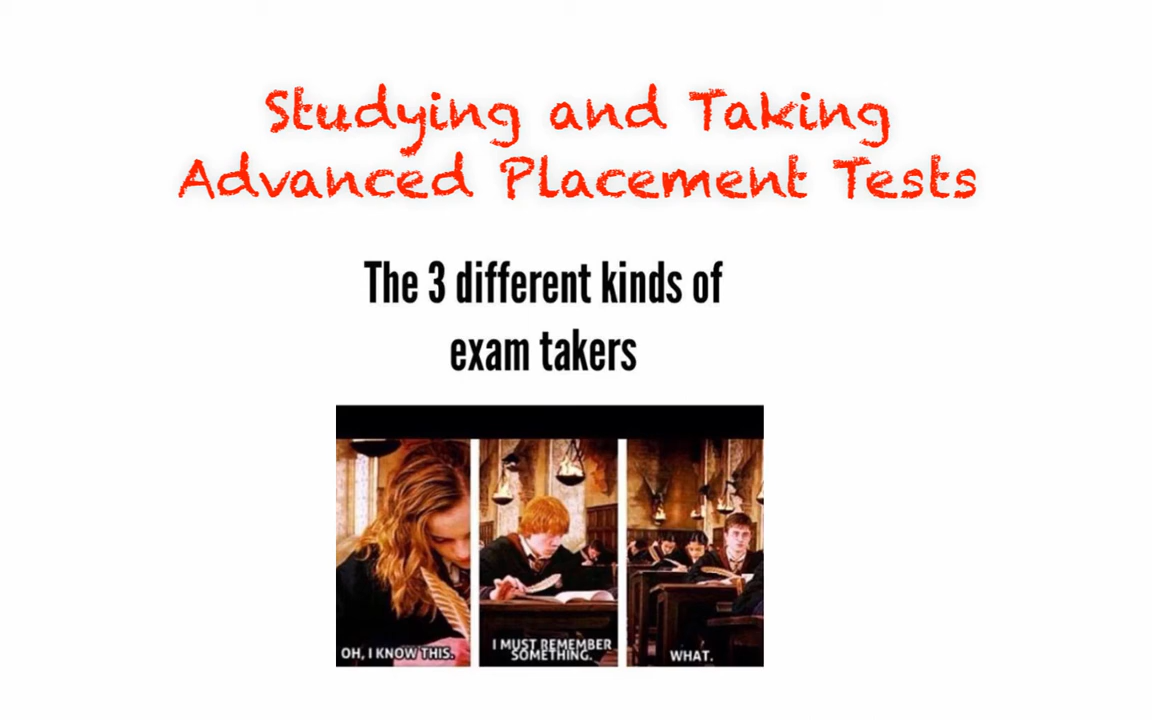 Studying and Taking
Advanced Placement Tests
The 3 different kinds of
exam takers
OH, I KNOW THIS.
I MUST REMEMBER
SOMETHING.
WHAT.